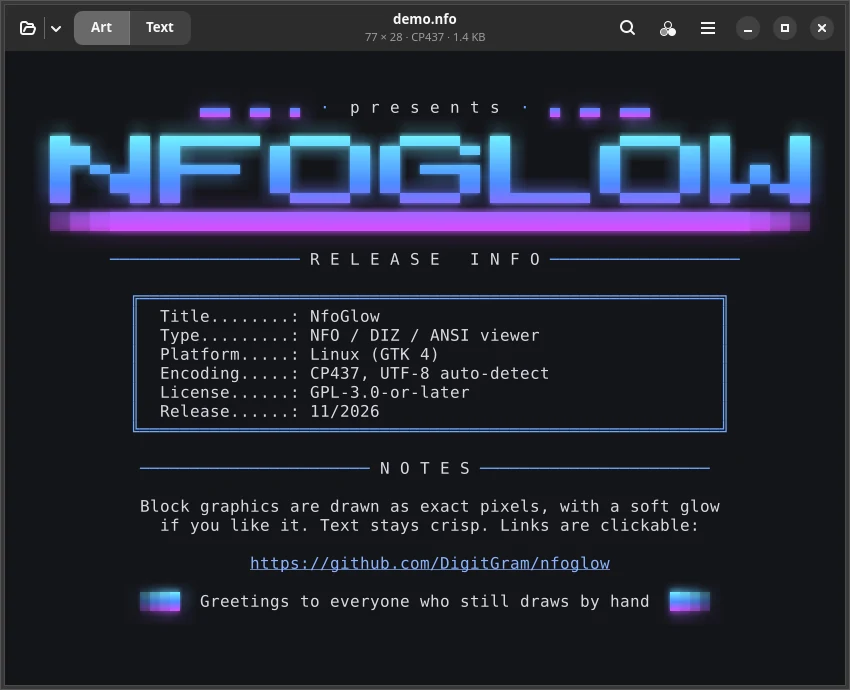 demo.nfo
Art Text
77 × 28 · CP437 · 1.4 KB
· presents ·
NFOGLOW
RELEASE INFO
Title........: NfoGlow
Type.........: NFO / DIZ / ANSI viewer
Platform.....: Linux (GTK 4)
Encoding.....: CP437, UTF-8 auto-detect
License......: GPL-3.0-or-later
Release......: 11/2026
NOTES
Block graphics are drawn as exact pixels, with a soft glow
if you like it. Text stays crisp. Links are clickable:
https://github.com/DigitGram/nfoglow
Greetings to everyone who still draws by hand